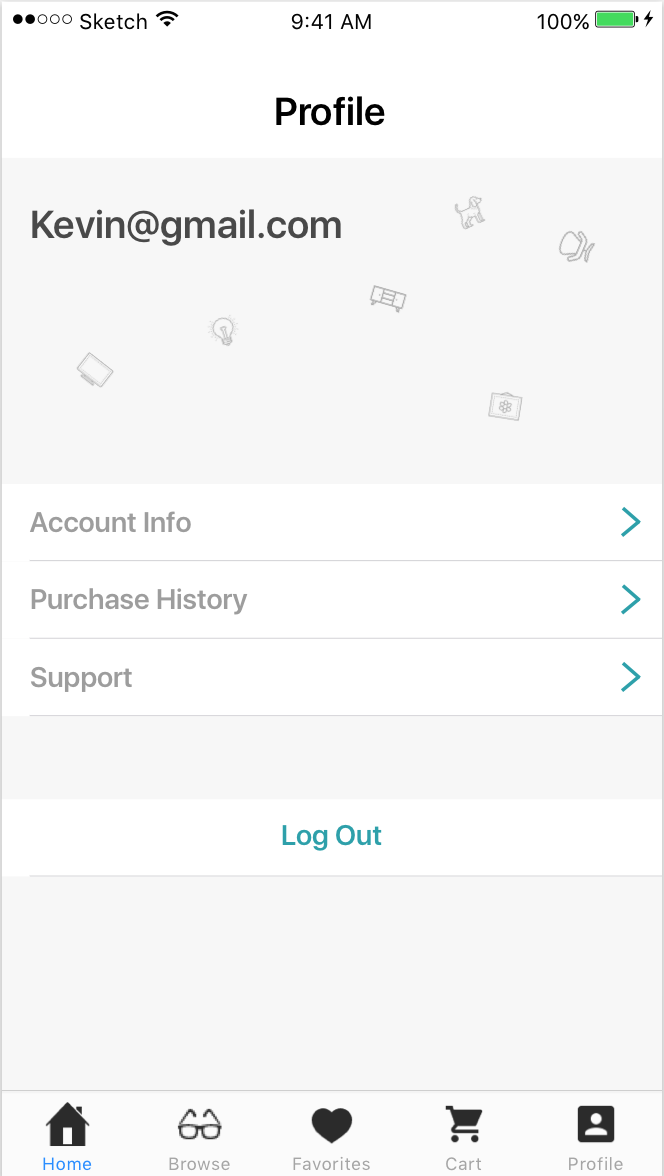 Sketch 9:41 AM 100%
Profile
Kevin@gmail.com
Account Info
Purchase History
Support
Log Out
Home Browse Favorites Cart Profile